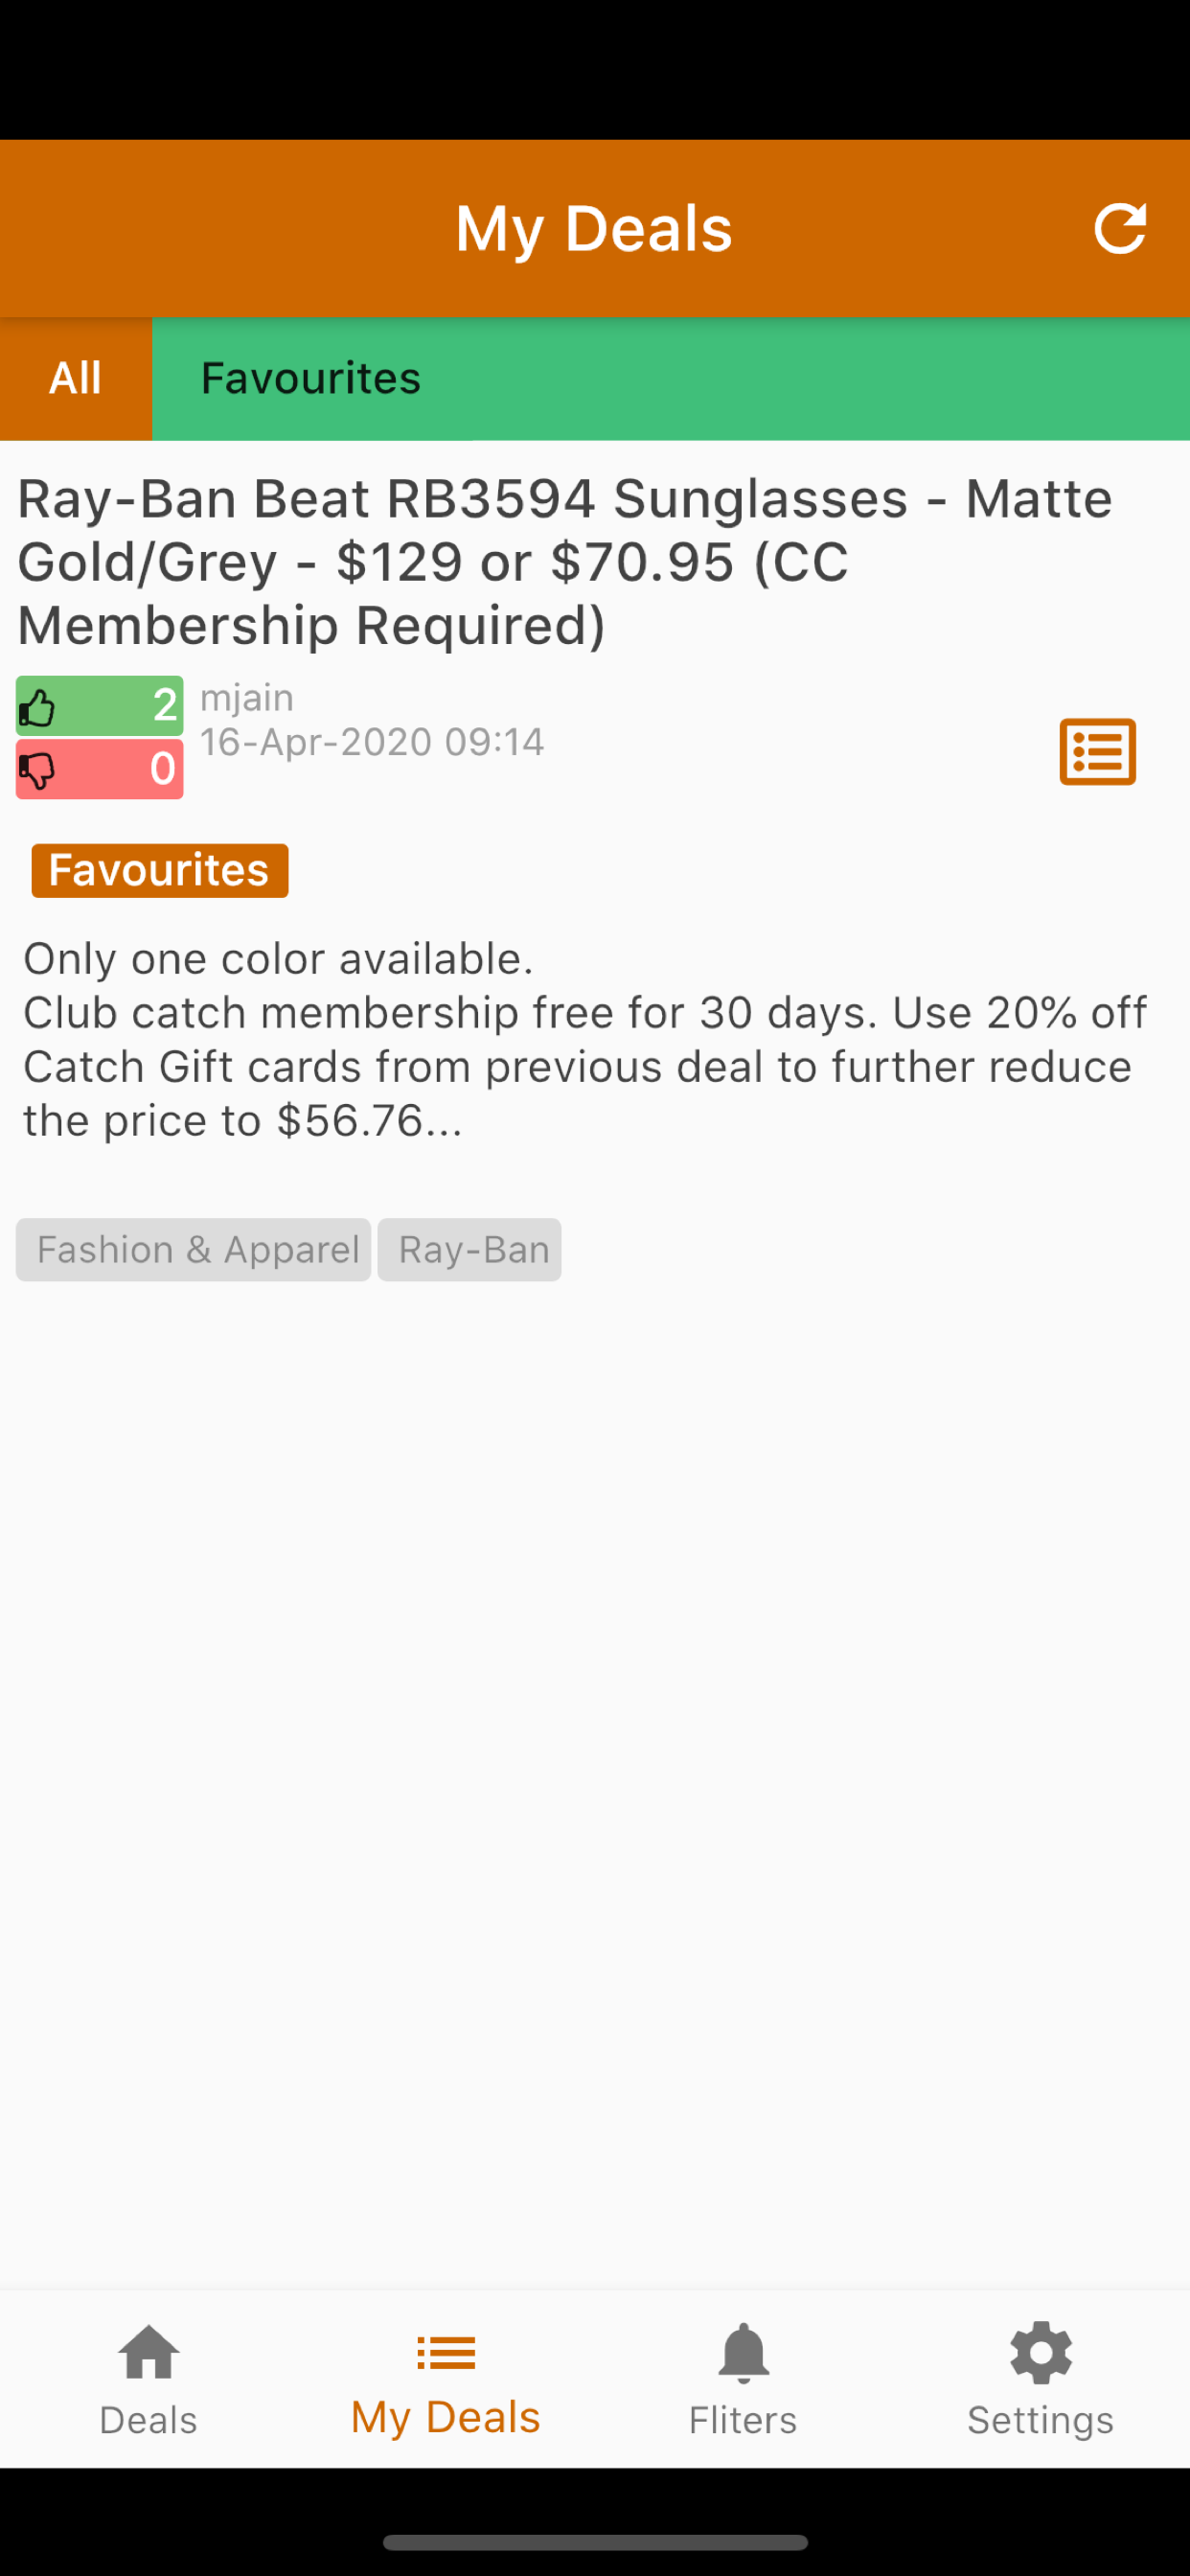 My Deals
All
Favourites
Ray-Ban Beat RB3594 Sunglasses - Matte
Gold/Grey - $129 or $70.95 (CC
Membership Required)
2
mjain
16-Apr-2020 09:14
0
Favourites
Only one color available.
Club catch membership free for 30 days. Use 20% off
Catch Gift cards from previous deal to further reduce
the price to $56.76...
Fashion & Apparel
Ray-Ban
Deals
My Deals
Fliters
Settings